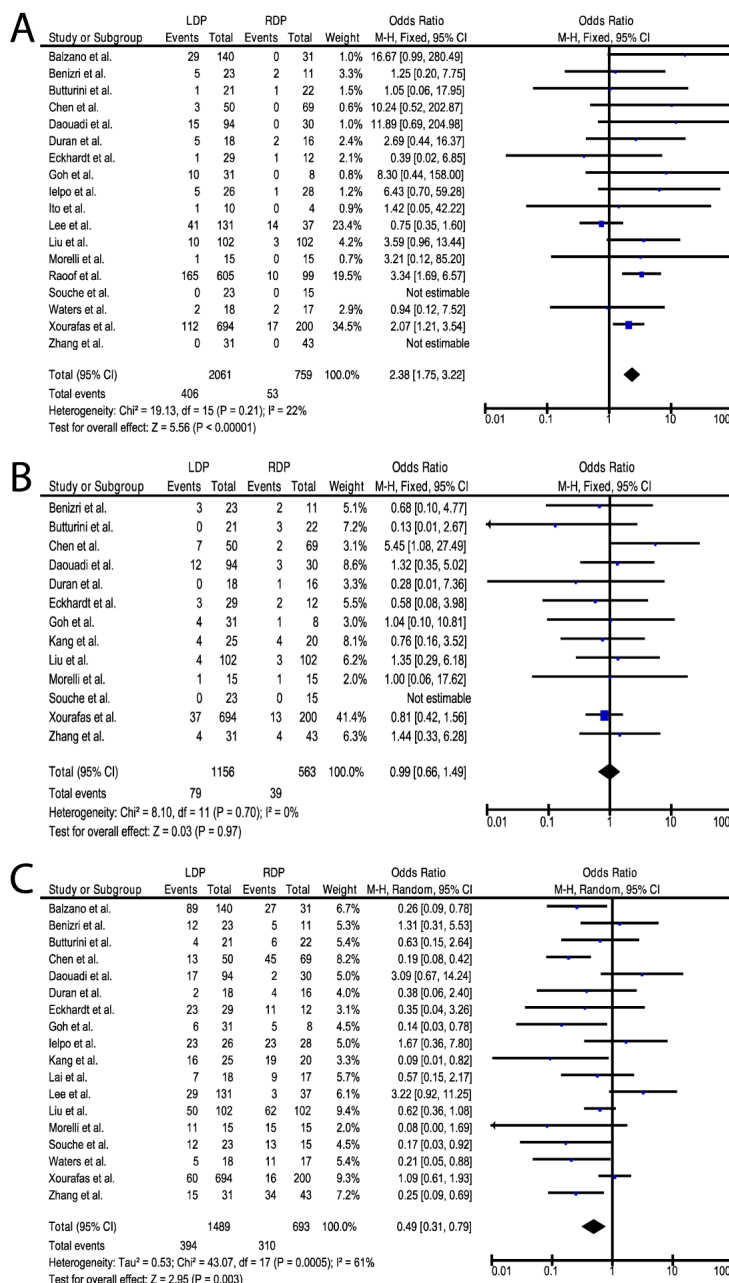 A
LDP RDP Odds Ratio Odds Ratio
Study or Subgroup Events Total Events Total Weight M-H, Fixed, 95% CI M-H, Fixed, 95% CI
Balzano et al. 29 140 0 31 1.0% 16.67 [0.99, 280.49]
Benizri et al. 5 23 2 11 3.3% 1.25 [0.20, 7.75]
Butturini et al. 1 21 1 22 1.5% 1.05 [0.06, 17.95]
Chen et al. 3 50 0 69 0.6% 10.24 [0.52, 202.87]
Daouadi et al. 15 94 0 30 1.0% 11.89 [0.69, 204.98]
Duran et al. 5 18 2 16 2.4% 2.69 [0.44, 16.37]
Eckhardt et al. 1 29 1 12 2.1% 0.39 [0.02, 6.85]
Goh et al. 10 31 0 8 0.8% 8.30 [0.44, 158.00]
Ielpo et al. 5 26 1 28 1.2% 6.43 [0.70, 59.28]
Ito et al. 1 10 0 4 0.9% 1.42 [0.05, 42.22]
Lee et al. 41 131 14 37 23.4% 0.75 [0.35, 1.60]
Liu et al. 10 102 3 102 4.2% 3.59 [0.96, 13.44]
Morelli et al. 1 15 0 15 0.7% 3.21 [0.12, 85.20]
Raoof et al. 165 605 10 99 19.5% 3.34 [1.69, 6.57]
Souche et al. 0 23 0 15 Not estimable
Waters et al. 2 18 2 17 2.9% 0.94 [0.12, 7.52]
Xourafas et al. 112 694 17 200 34.5% 2.07 [1.21, 3.54]
Zhang et al. 0 31 0 43 Not estimable
Total (95% CI) 2061 759 100.0% 2.38 [1.75, 3.22]
Total events 406 53
Heterogeneity: Chi² = 19.13, df = 15 (P = 0.21); I² = 22%
Test for overall effect: Z = 5.56 (P < 0.00001)
0.01 0.1 1 10 100
B
LDP RDP Odds Ratio Odds Ratio
Study or Subgroup Events Total Events Total Weight M-H, Fixed, 95% CI M-H, Fixed, 95% CI
Benizri et al. 3 23 2 11 5.1% 0.68 [0.10, 4.77]
Butturini et al. 0 21 3 22 7.2% 0.13 [0.01, 2.67]
Chen et al. 7 50 2 69 3.1% 5.45 [1.08, 27.49]
Daouadi et al. 12 94 3 30 8.6% 1.32 [0.35, 5.02]
Duran et al. 0 18 1 16 3.3% 0.28 [0.01, 7.36]
Eckhardt et al. 3 29 2 12 5.5% 0.58 [0.08, 3.98]
Goh et al. 4 31 1 8 3.0% 1.04 [0.10, 10.81]
Kang et al. 4 25 4 20 8.1% 0.76 [0.16, 3.52]
Liu et al. 4 102 3 102 6.2% 1.35 [0.29, 6.18]
Morelli et al. 1 15 1 15 2.0% 1.00 [0.06, 17.62]
Souche et al. 0 23 0 15 Not estimable
Xourafas et al. 37 694 13 200 41.4% 0.81 [0.42, 1.56]
Zhang et al. 4 31 4 43 6.3% 1.44 [0.33, 6.28]
Total (95% CI) 1156 563 100.0% 0.99 [0.66, 1.49]
Total events 79 39
Heterogeneity: Chi² = 8.10, df = 11 (P = 0.70); I² = 0%
Test for overall effect: Z = 0.03 (P = 0.97)
0.01 0.1 1 10 100
C
LDP RDP Odds Ratio Odds Ratio
Study or Subgroup Events Total Events Total Weight M-H, Random, 95% CI M-H, Random, 95% CI
Balzano et al. 89 140 27 31 6.7% 0.26 [0.09, 0.78]
Benizri et al. 12 23 5 11 5.3% 1.31 [0.31, 5.53]
Butturini et al. 4 21 6 22 5.4% 0.63 [0.15, 2.64]
Chen et al. 13 50 45 69 8.1% 0.19 [0.08, 0.42]
Daouadi et al. 17 94 2 30 5.0% 3.09 [0.67, 14.24]
Duran et al. 2 18 4 16 3.9% 0.38 [0.06, 2.40]
Eckhardt et al. 23 29 11 12 3.0% 0.35 [0.04, 3.26]
Goh et al. 6 31 5 8 4.4% 0.14 [0.03, 0.78]
Ielpo et al. 23 26 23 28 4.9% 1.67 [0.36, 7.80]
Kang et al. 16 25 19 20 3.1% 0.09 [0.01, 0.82]
Lai et al. 7 18 9 17 5.7% 0.57 [0.15, 2.17]
Lee et al. 29 131 3 37 6.0% 3.22 [0.92, 11.25]
Liu et al. 50 102 62 102 9.4% 0.62 [0.36, 1.08]
Morelli et al. 11 15 15 15 2.0% 0.08 [0.00, 1.69]
Souche et al. 12 23 13 15 4.5% 0.17 [0.03, 0.92]
Waters et al. 5 18 11 17 5.3% 0.21 [0.05, 0.88]
Xourafas et al. 60 694 16 200 9.3% 1.09 [0.61, 1.93]
Zhang et al. 15 31 34 43 7.2% 0.25 [0.09, 0.69]
Total (95% CI) 1489 693 100.0% 0.49 [0.31, 0.79]
Total events 394 310
Heterogeneity: Tau² = 0.53; Chi² = 43.07, df = 17 (P = 0.0005); I² = 61%
Test for overall effect: Z = 2.95 (P = 0.003)
0.01 0.1 1 10 100